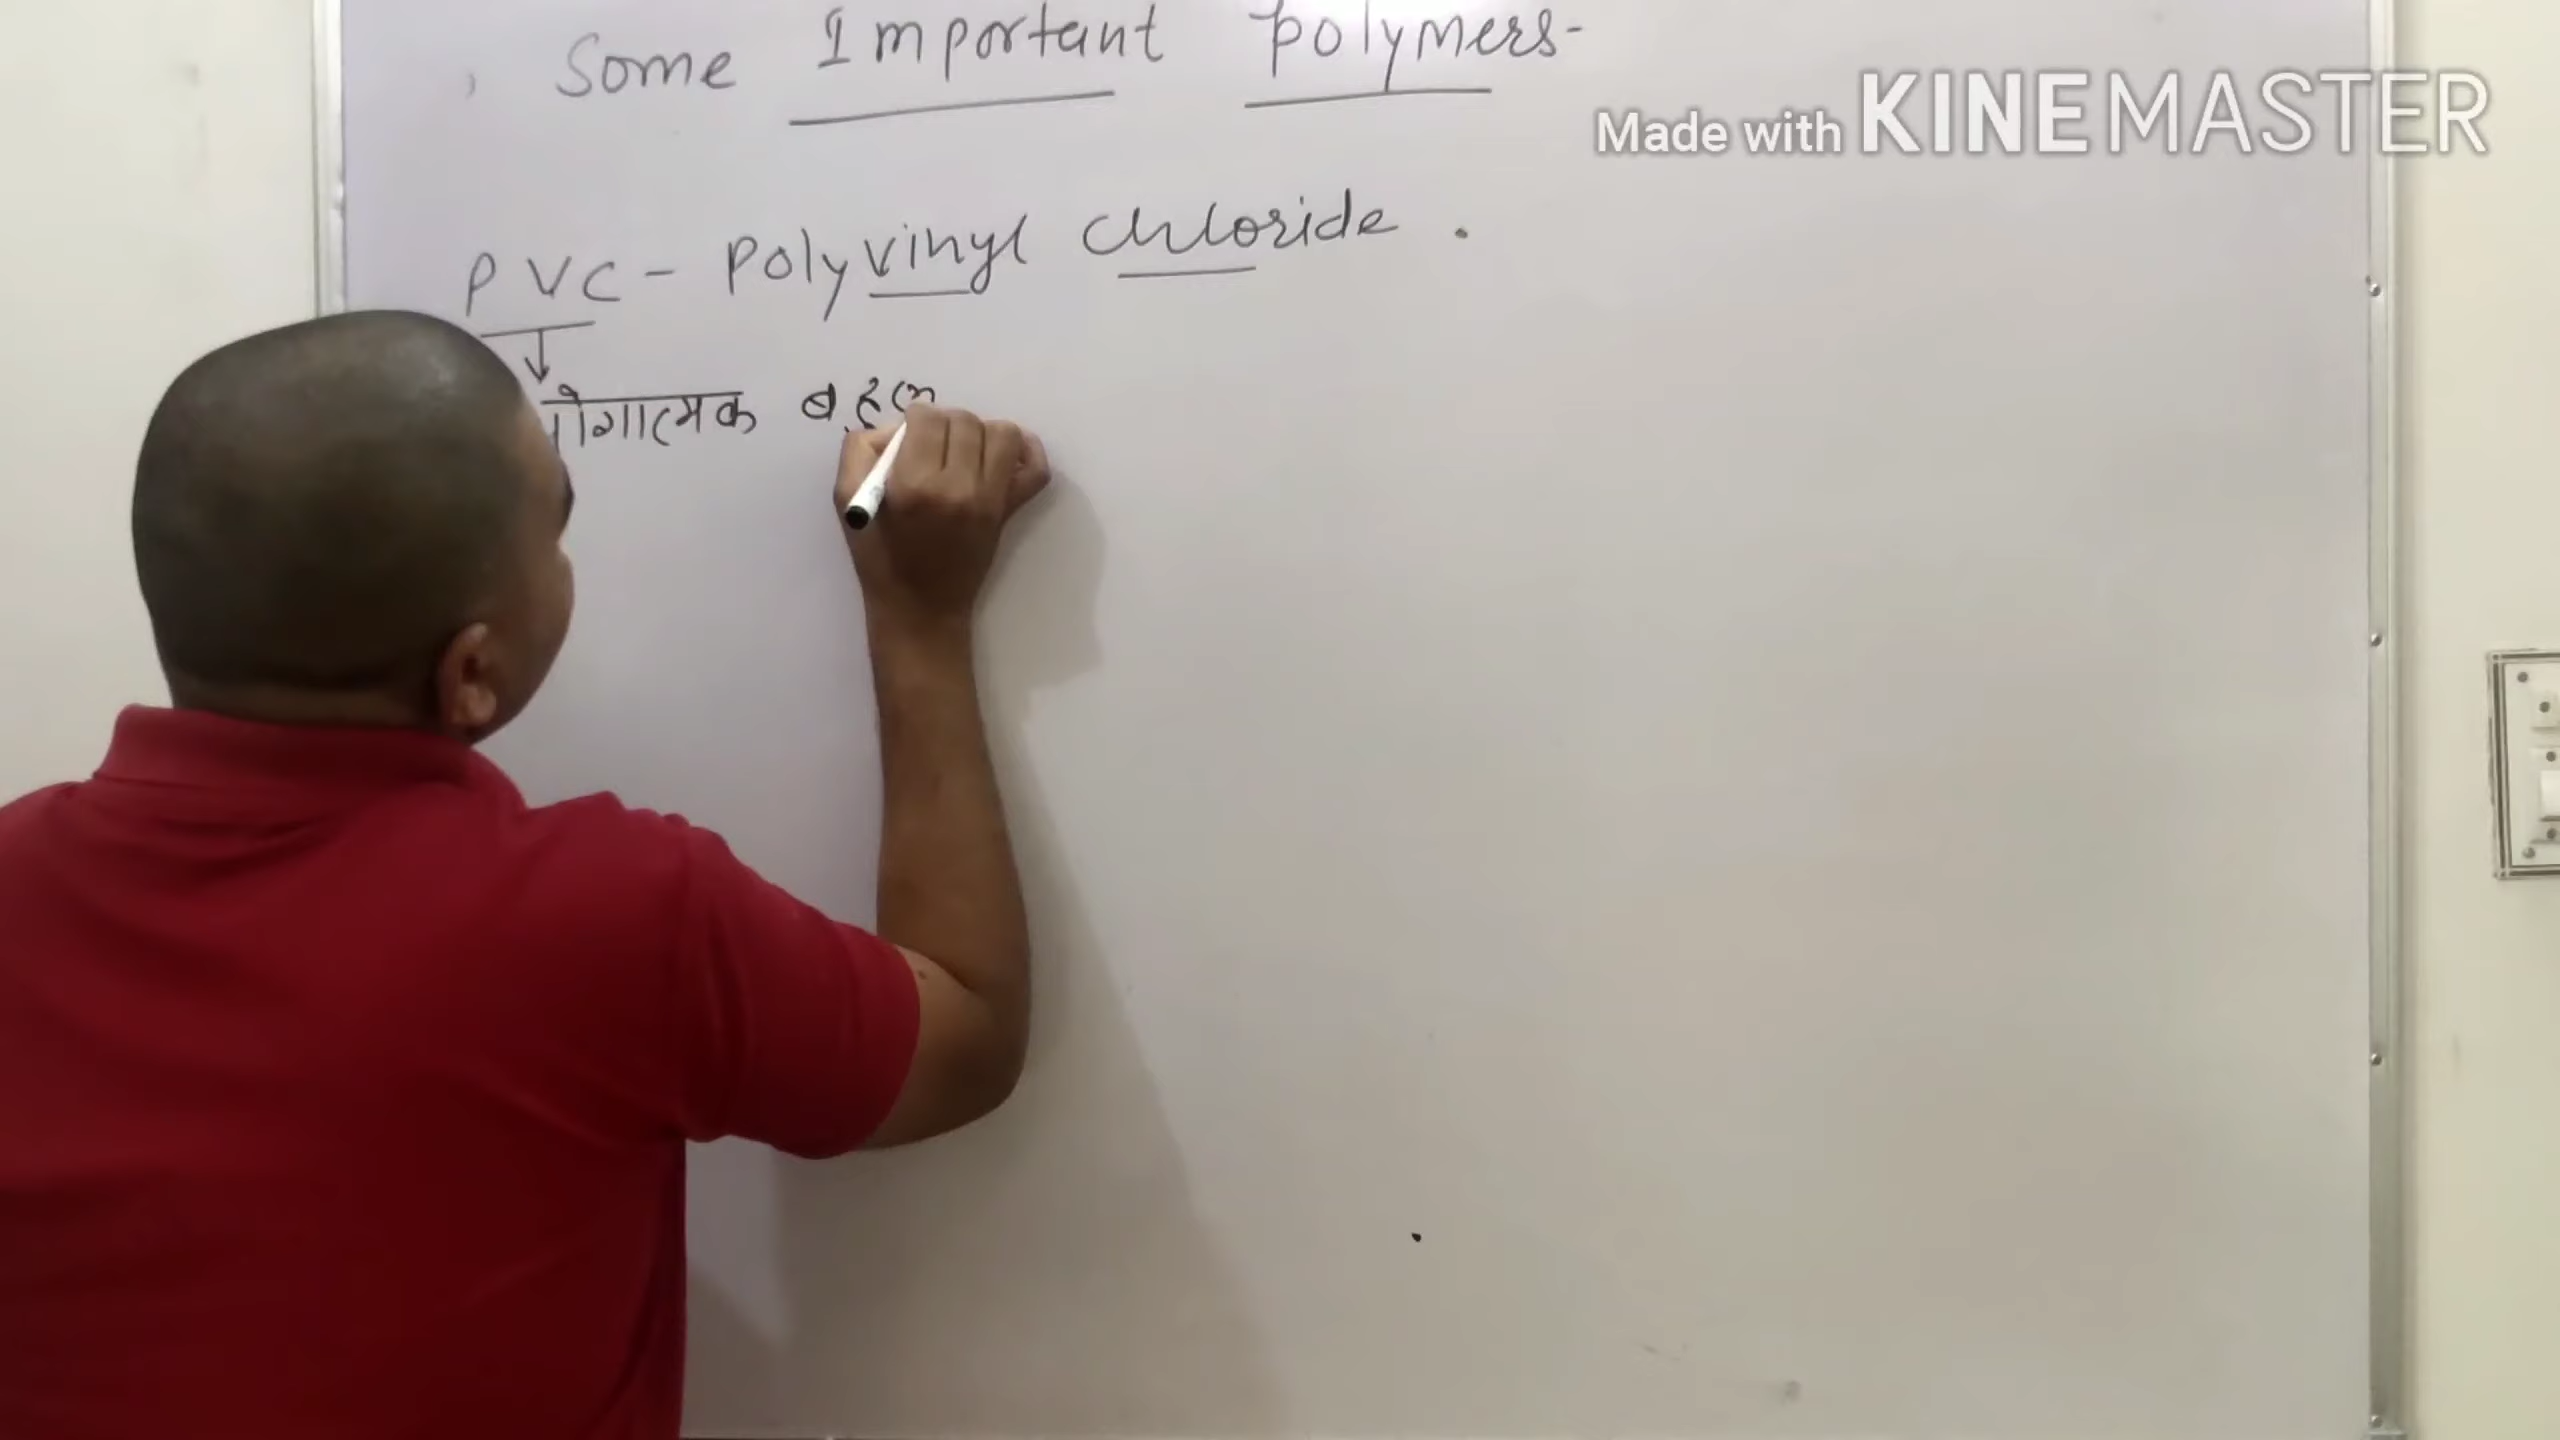 Some Important polymers-
Made with KINEMASTER
PVC - Polyvinyl Chloride .
योगात्मक बहुल